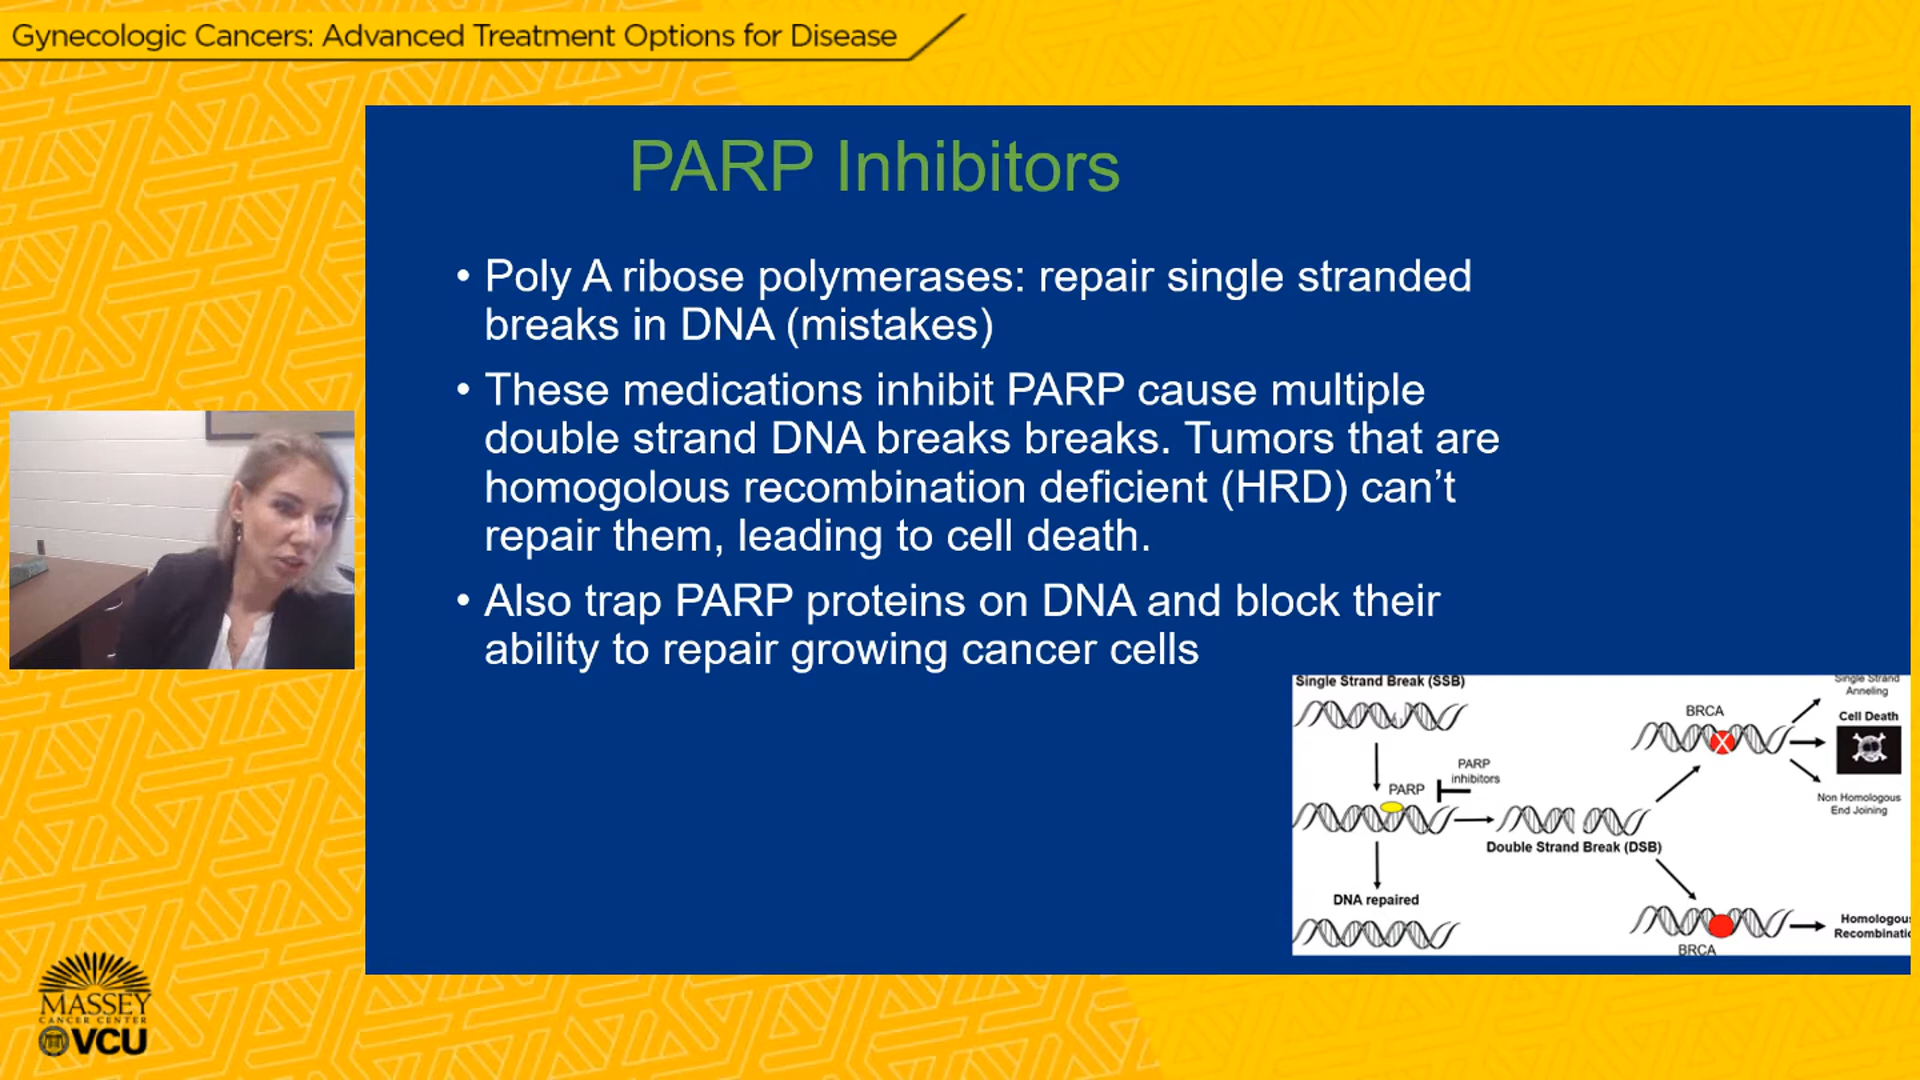 Gynecologic Cancers: Advanced Treatment Options for Disease
PARP Inhibitors
• Poly A ribose polymerases: repair single stranded
breaks in DNA (mistakes)
• These medications inhibit PARP cause multiple
double strand DNA breaks breaks. Tumors that are
homogolous recombination deficient (HRD) can’t
repair them, leading to cell death.
• Also trap PARP proteins on DNA and block their
ability to repair growing cancer cells
Single Strand Break (SSB)
PARP
PARP
inhibitors
DNA repaired
Double Strand Break (DSB)
BRCA
X
Single Strand
Anneling
Cell Death
Non Homologous
End Joining
BRCA
Homologous
Recombinatio
MASSEY
CANCER CENTER
VCU